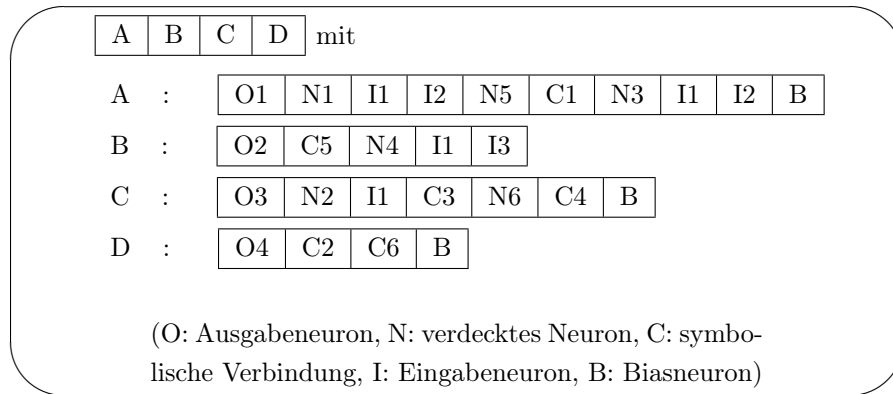 A B C D mit
A : O1 N1 I1 I2 N5 C1 N3 I1 I2 B
B : O2 C5 N4 I1 I3
C : O3 N2 I1 C3 N6 C4 B
D : O4 C2 C6 B
(O: Ausgabeneuron, N: verdecktes Neuron, C: symbo-
lische Verbindung, I: Eingabeneuron, B: Biasneuron)